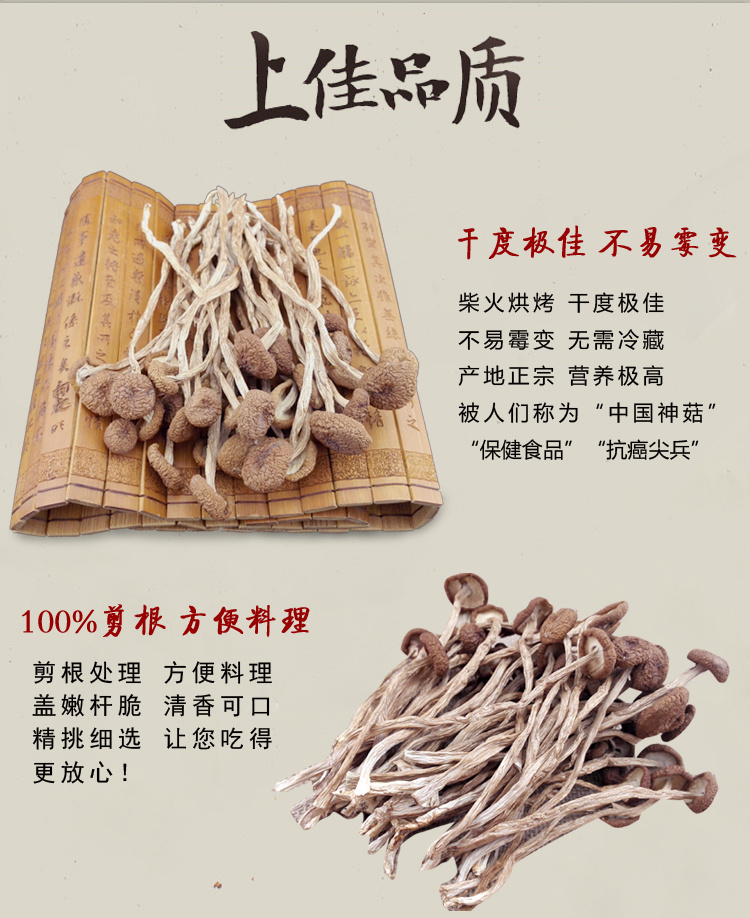 上佳品质
干度极佳 不易霉变
柴火烘烤 干度极佳
不易霉变 无需冷藏
产地正宗 营养极高
被人们称为“中国神菇”
“保健食品” “抗癌尖兵”
100%剪根 方便料理
剪根处理 方便料理
盖嫩杆脆 清香可口
精挑细选 让您吃得
更放心！